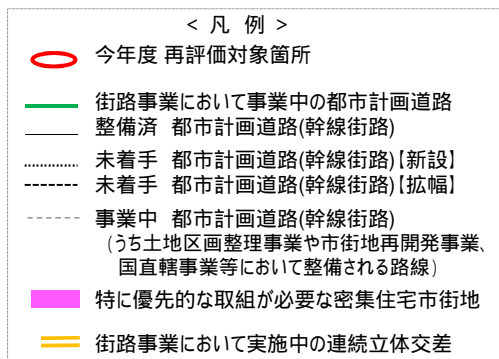 < 凡 例 >
今年度 再評価対象箇所
街路事業において事業中の都市計画道路
整備済 都市計画道路(幹線街路)
未着手 都市計画道路(幹線街路)【新設】
未着手 都市計画道路(幹線街路)【拡幅】
事業中 都市計画道路(幹線街路)
(うち土地区画整理事業や市街地再開発事業、
国直轄事業等において整備される路線)
特に優先的な取組が必要な密集住宅市街地
街路事業において実施中の連続立体交差